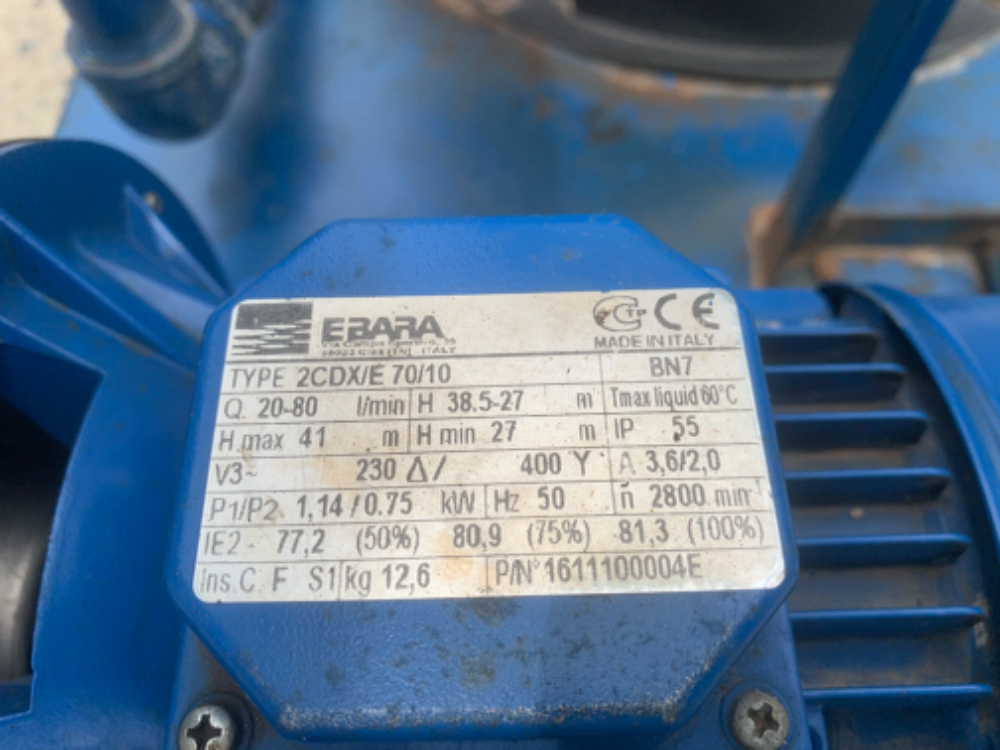 EBARA
CE
MADE IN ITALY
TYPE 2CDX/E 70/10 BN7
Q 20-80 l/min H 38.5-27 m Tmax liquid 60°C
H max 41 m H min 27 m IP 55
V3~ 230 Δ/ 400 Y A 3,6/2,0
P1/P2 1,14/0.75 kW Hz 50 n̄ 2800 min⁻¹
IE2 - 77,2 (50%) 80,9 (75%) 81,3 (100%)
Ins.C. F S1 kg 12,6 P/N° 1611100004E